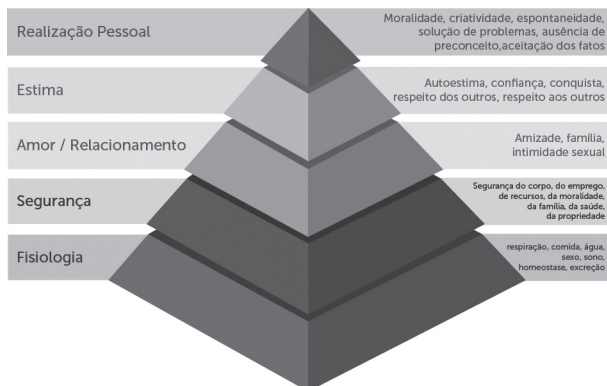 Realização Pessoal
Moralidade, criatividade, espontaneidade,
solução de problemas, ausência de
preconceito,aceitação dos fatos
Estima
Autoestima, confiança, conquista,
respeito dos outros, respeito aos outros
Amor / Relacionamento
Amizade, família,
intimidade sexual
Segurança
Segurança do corpo, do emprego,
de recursos, da moralidade,
da família, da saúde,
da propriedade
Fisiologia
respiração, comida, água,
sexo, sono,
homeostase, excreção